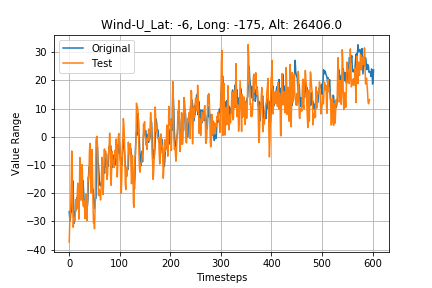 Wind-U_Lat: -6, Long: -175, Alt: 26406.0
Original
Test
30
20
10
0
−10
−20
−30
−40
Value Range
0 100 200 300 400 500 600
Timesteps